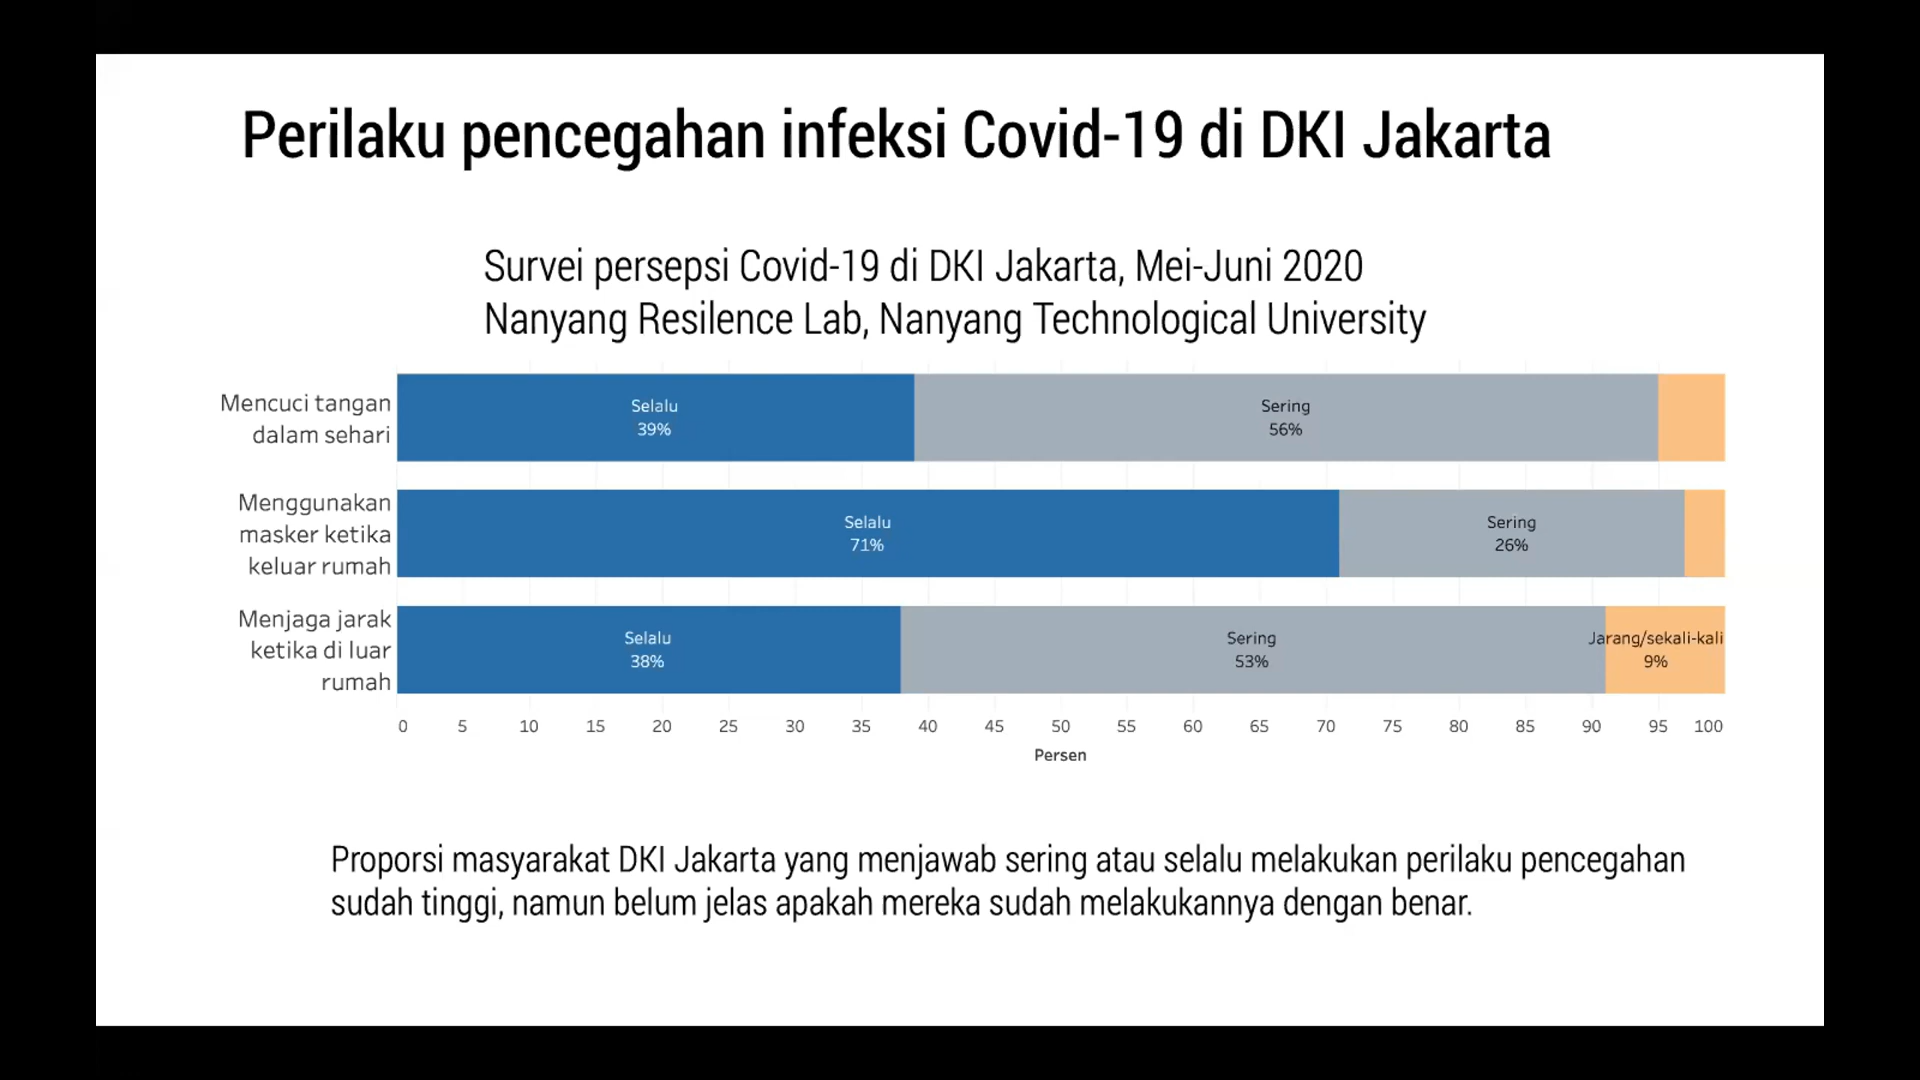 Perilaku pencegahan infeksi Covid-19 di DKI Jakarta
Survei persepsi Covid-19 di DKI Jakarta, Mei-Juni 2020
Nanyang Resilence Lab, Nanyang Technological University
Mencuci tangan
dalam sehari
Selalu
39%
Sering
56%
Menggunakan
masker ketika
keluar rumah
Selalu
71%
Sering
26%
Menjaga jarak
ketika di luar
rumah
Selalu
38%
Sering
53%
Jarang/sekali-kali
9%
0 5 10 15 20 25 30 35 40 45 50 55 60 65 70 75 80 85 90 95 100
Persen
Proporsi masyarakat DKI Jakarta yang menjawab sering atau selalu melakukan perilaku pencegahan
sudah tinggi, namun belum jelas apakah mereka sudah melakukannya dengan benar.